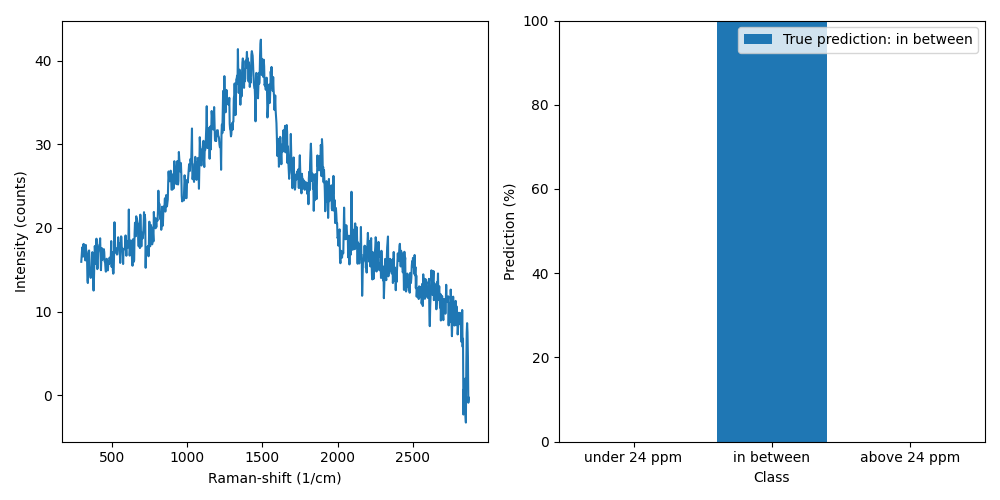 40
30
20
10
0
500 1000 1500 2000 2500
Raman-shift (1/cm)
Intensity (counts)
100
80
60
40
20
0
under 24 ppm in between above 24 ppm
Class
Prediction (%)
True prediction: in between